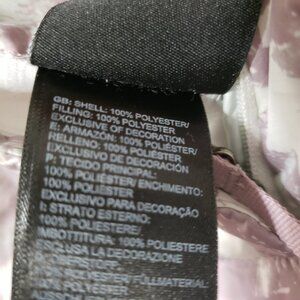 GB: SHELL: 100% POLYESTER/
FILLING: 100% POLYESTER
EXCLUSIVE OF DECORATION
E: ARMAZÓN: 100% POLIÉSTER/
RELLENO: 100% POLIÉSTER
EXCLUSIVO DE DECORACIÓN
P: TECIDO PRINCIPAL:
100% POLIÉSTER/ ENCHIMENTO:
100% POLIÉSTER
EXCLUSIVO PARA DECORAÇÃO
I: STRATO ESTERNO:
100% POLIESTERE/
IMBOTTITURA: 100% POLIESTERE
ESCLUSA LA DECORAZIONE
POLYESTER/ FÜLLMATERIAL: